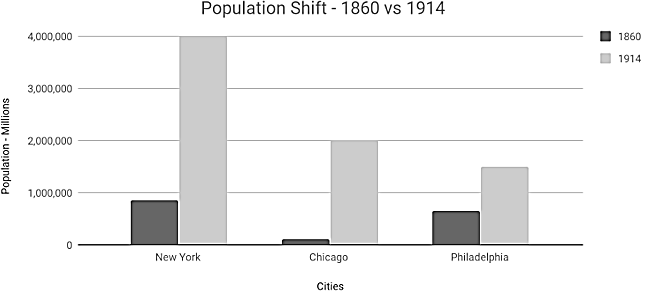 Population Shift - 1860 vs 1914
1860
1914
Population - Millions
4,000,000
3,000,000
2,000,000
1,000,000
0
New York
Chicago
Philadelphia
Cities